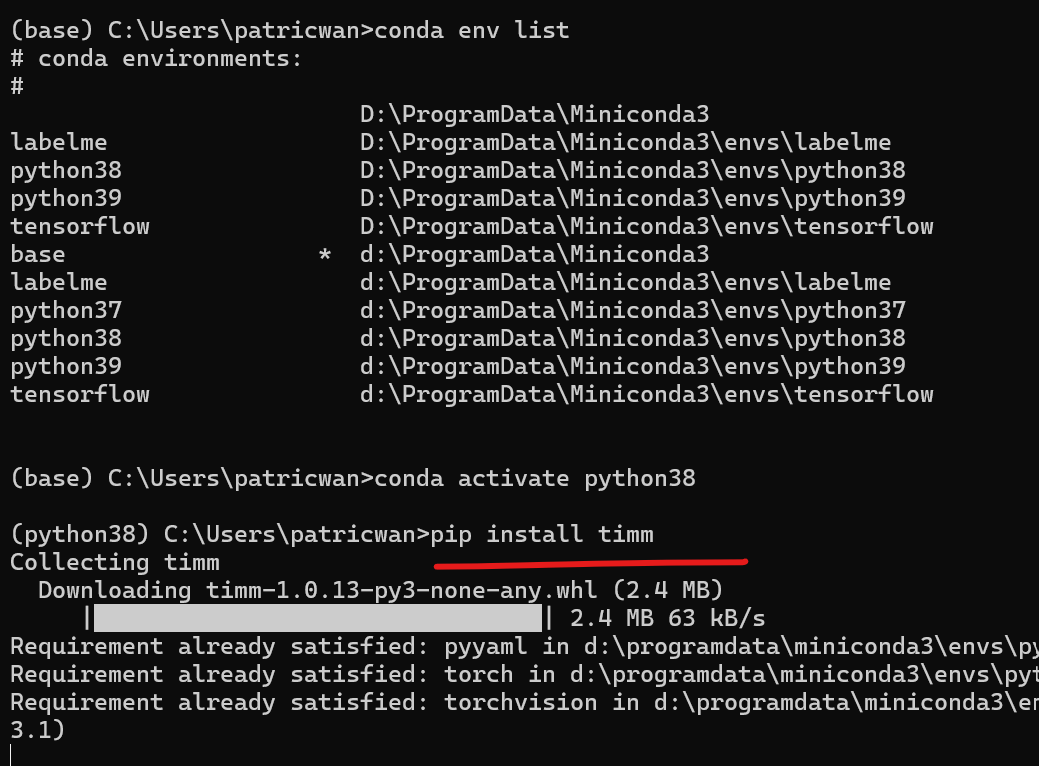 (base) C:\Users\patricwan>conda env list
# conda environments:
#
                         D:\ProgramData\Miniconda3
labelme                  D:\ProgramData\Miniconda3\envs\labelme
python38                 D:\ProgramData\Miniconda3\envs\python38
python39                 D:\ProgramData\Miniconda3\envs\python39
tensorflow               D:\ProgramData\Miniconda3\envs\tensorflow
base                  *  d:\ProgramData\Miniconda3
labelme                  d:\ProgramData\Miniconda3\envs\labelme
python37                 d:\ProgramData\Miniconda3\envs\python37
python38                 d:\ProgramData\Miniconda3\envs\python38
python39                 d:\ProgramData\Miniconda3\envs\python39
tensorflow               d:\ProgramData\Miniconda3\envs\tensorflow
(base) C:\Users\patricwan>conda activate python38
(python38) C:\Users\patricwan>pip install timm
Collecting timm
  Downloading timm-1.0.13-py3-none-any.whl (2.4 MB)
     || 2.4 MB 63 kB/s
Requirement already satisfied: pyyaml in d:\programdata\miniconda3\envs\py
Requirement already satisfied: torch in d:\programdata\miniconda3\envs\pyt
Requirement already satisfied: torchvision in d:\programdata\miniconda3\en
3.1)